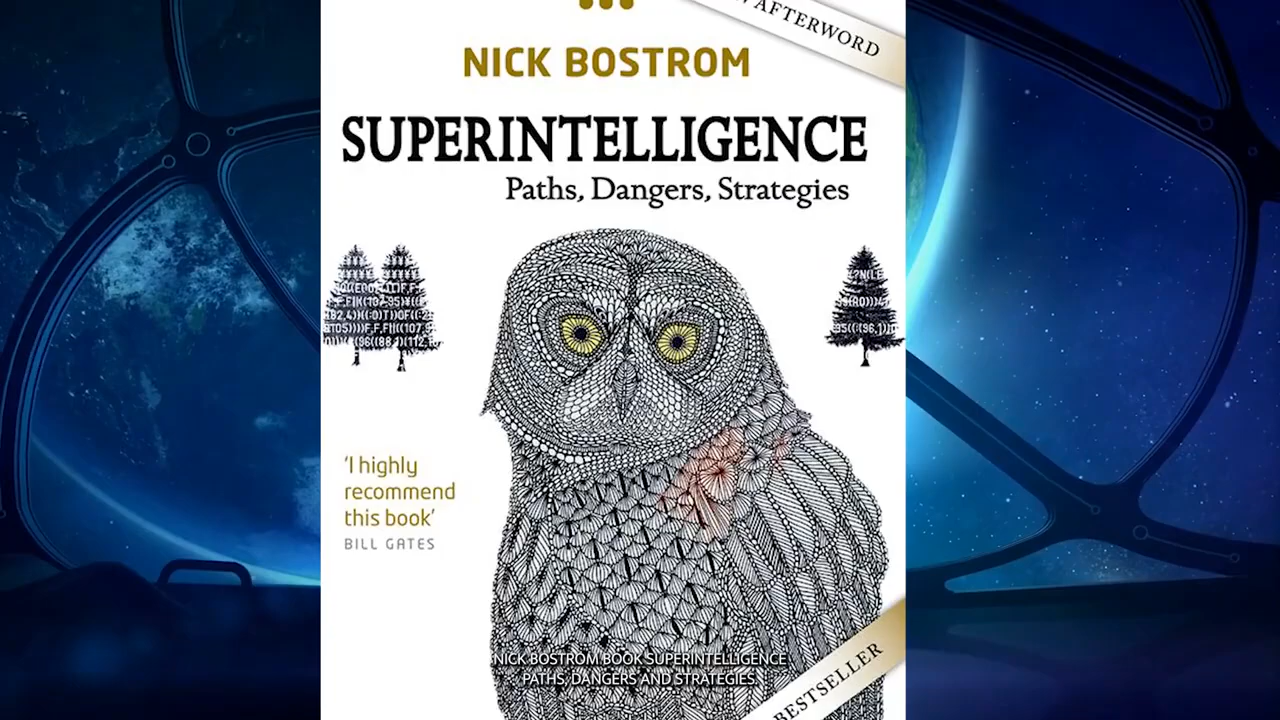 AFTERWORD
NICK BOSTROM
SUPERINTELLIGENCE
Paths, Dangers, Strategies
'I highly
recommend
this book'
BILL GATES
BESTSELLER
NICK BOSTROM BOOK SUPERINTELLIGENCE
PATHS, DANGERS AND STRATEGIES.